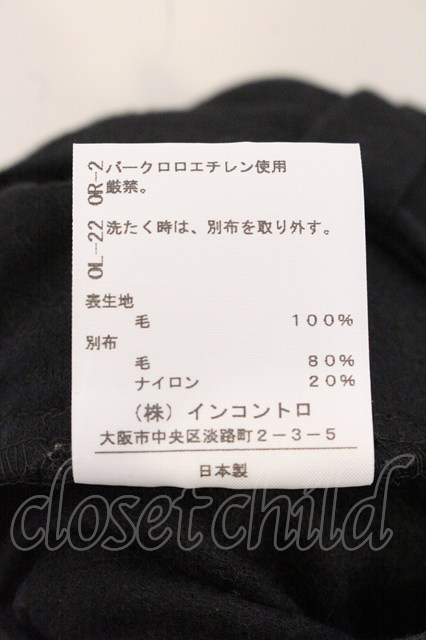 パークロロエチレン使用
厳禁。
洗たく時は、別布を取り外す。
OL-22 OR-2
表生地
毛 100%
別布
毛 80%
ナイロン 20%
(株)インコントロ
大阪市中央区淡路町2-3-5
日本製
closetchild